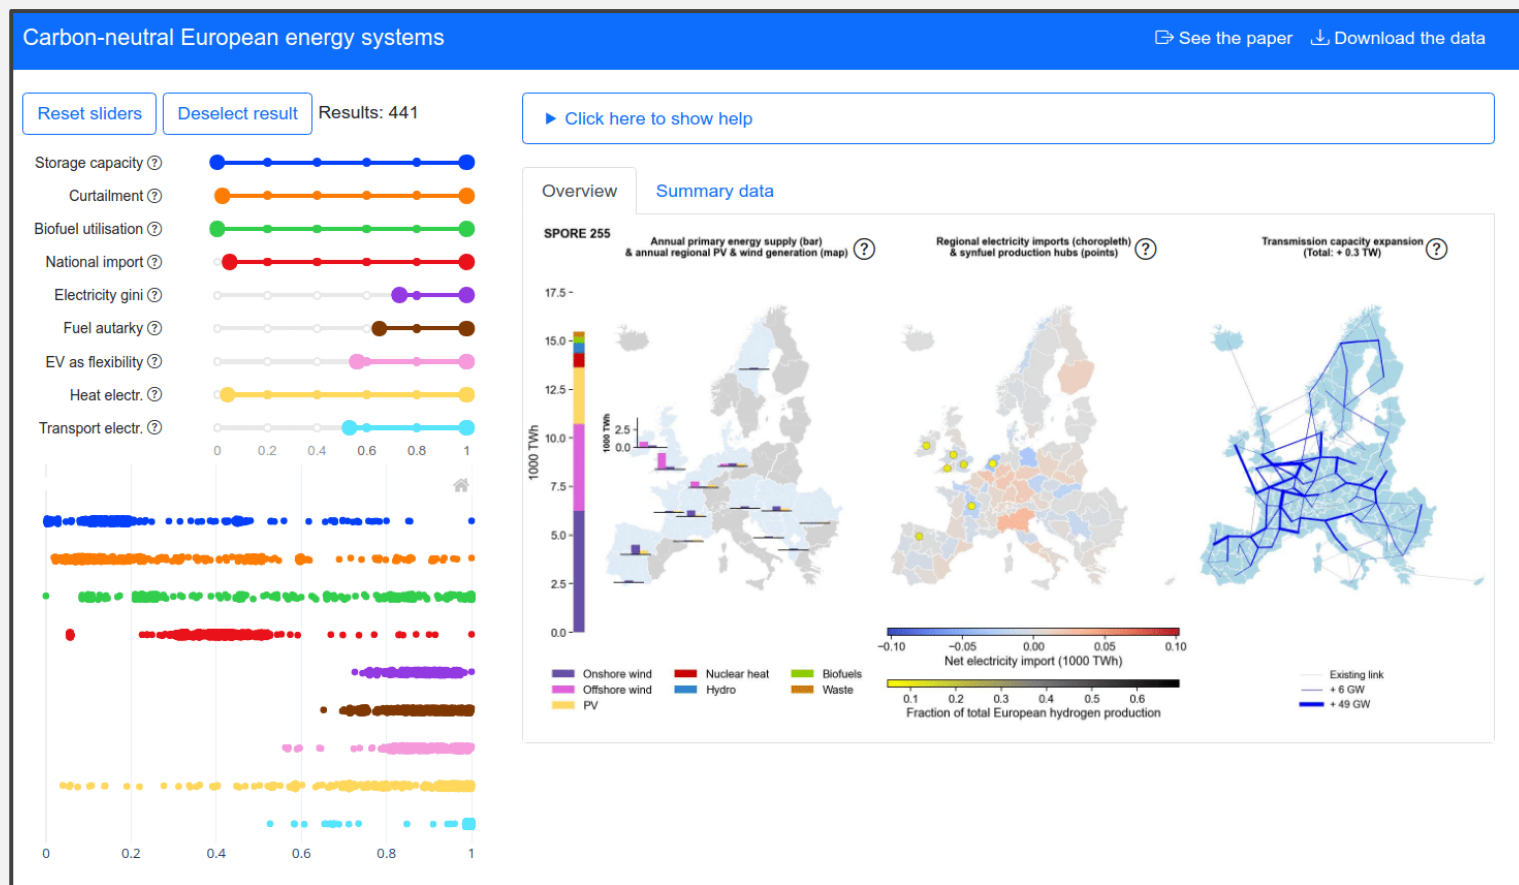 Carbon-neutral European energy systems
See the paper
Download the data
Reset sliders
Deselect result
Results: 441
Storage capacity ?
Curtailment ?
Biofuel utilisation ?
National import ?
Electricity gini ?
Fuel autarky ?
EV as flexibility ?
Heat electr. ?
Transport electr. ?
0 0.2 0.4 0.6 0.8 1
0 0.2 0.4 0.6 0.8 1
Click here to show help
Overview
Summary data
SPORE 255
Annual primary energy supply (bar)
& annual regional PV & wind generation (map)
?
17.5
15.0
12.5
10.0
7.5
5.0
2.5
0.0
1000 TWh
1000 TWh
2.5
0.0
Onshore wind
Offshore wind
PV
Nuclear heat
Hydro
Biofuels
Waste
Regional electricity imports (choropleth)
& synfuel production hubs (points)
?
−0.10 −0.05 0.00 0.05 0.10
Net electricity import (1000 TWh)
0.1 0.2 0.3 0.4 0.5 0.6
Fraction of total European hydrogen production
Transmission capacity expansion
(Total: + 0.3 TW)
?
Existing link
+ 6 GW
+ 49 GW